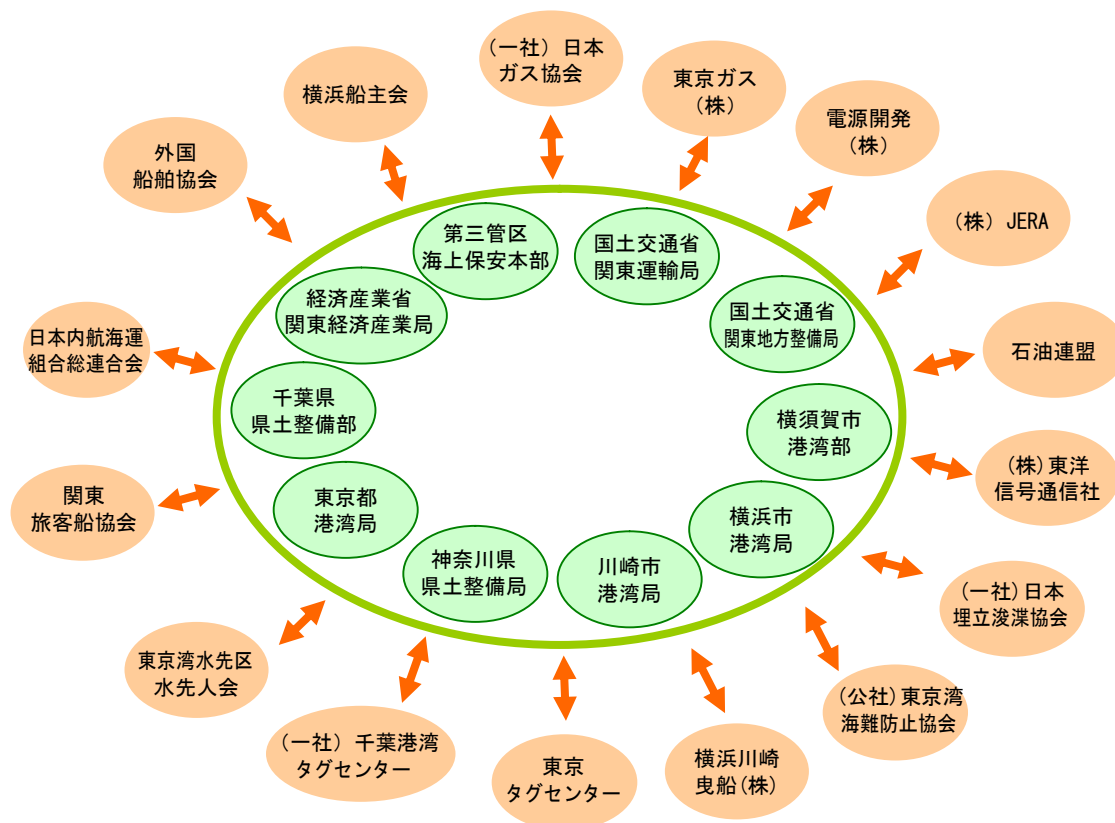 (一社) 日本
ガス協会
東京ガス
(株)
電源開発
(株)
(株) JERA
石油連盟
(株)東洋
信号通信社
(一社)日本
埋立浚渫協会
(公社)東京湾
海難防止協会
横浜川崎
曳船(株)
東京
タグセンター
(一社) 千葉港湾
タグセンター
東京湾水先区
水先人会
関東
旅客船協会
日本内航海運
組合総連合会
外国
船舶協会
横浜船主会
第三管区
海上保安本部
国土交通省
関東運輸局
国土交通省
関東地方整備局
横須賀市
港湾部
横浜市
港湾局
川崎市
港湾局
神奈川県
県土整備局
東京都
港湾局
千葉県
県土整備部
経済産業省
関東経済産業局